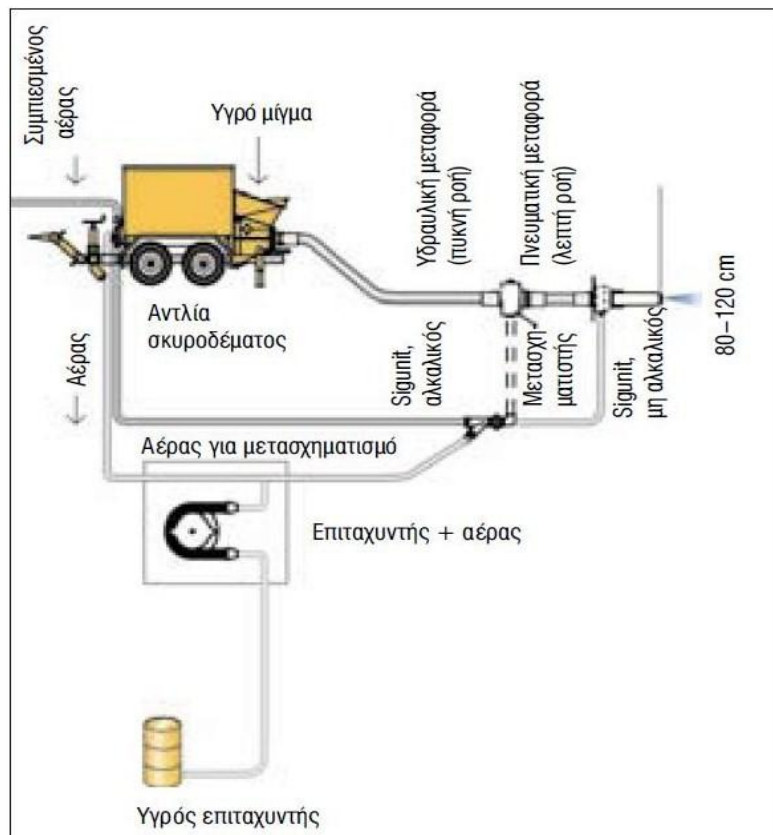 Συμπιεσμένος
αέρας
Υγρό μίγμα
Υδραυλική μεταφορά
(πυκνή ροή)
Πνευματική μεταφορά
(λεπτή ροή)
80–120 cm
Αντλία
σκυροδέματος
Αέρας
Sigunit,
αλκαλικός
Μετασχη
ματιστής
Sigunit,
μη αλκαλικός
Αέρας για μετασχηματισμό
Επιταχυντής + αέρας
Υγρός επιταχυντής